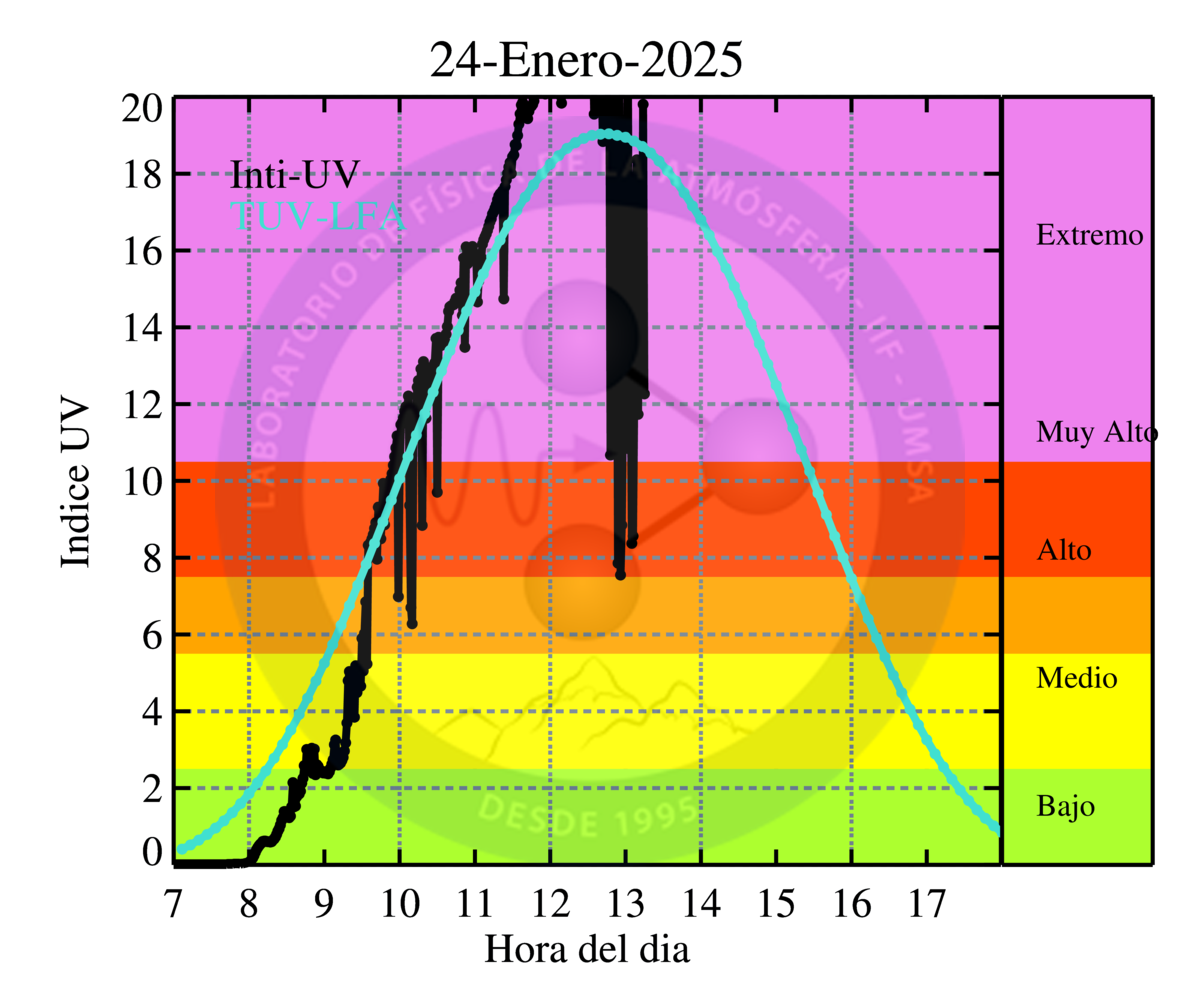 24-Enero-2025
Inti-UV
TUV-LFA
20
18
16
14
12
10
8
6
4
2
0
Indice UV
7 8 9 10 11 12 13 14 15 16 17
Hora del dia
Extremo
Muy Alto
Alto
Medio
Bajo
LABORATORIO DE FÍSICA DE LA ATMÓSFERA - IIF - UMSA
DESDE 1995